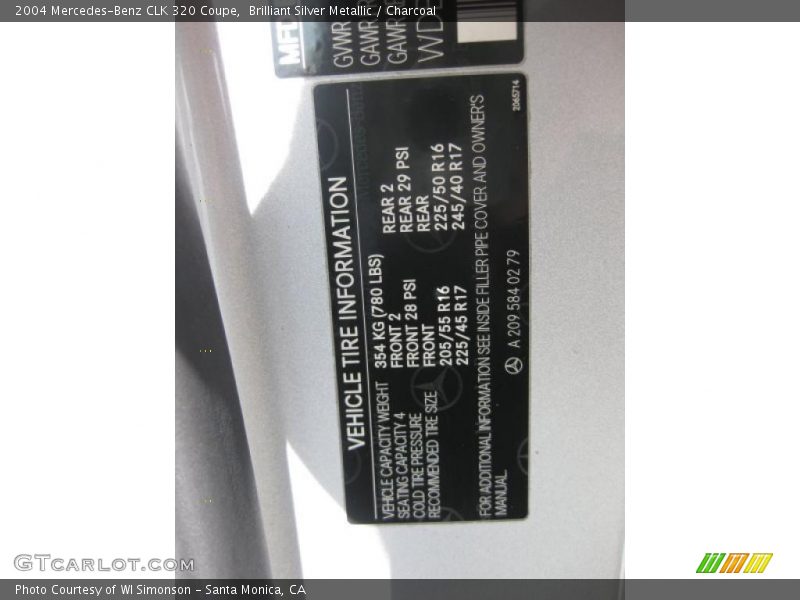 2004 Mercedes-Benz CLK 320 Coupe,  Brilliant Silver Metallic / Charcoal
MFD
GVWR
GAWR
GAWR
VEHICLE TIRE INFORMATION
VEHICLE CAPACITY WEIGHT 354 KG (780 LBS)
SEATING CAPACITY 4 FRONT 2 REAR 2
COLD TIRE PRESSURE FRONT 28 PSI REAR 29 PSI
RECOMMENDED TIRE SIZE FRONT REAR
205/55 R16 225/50 R16
225/45 R17 245/40 R17
FOR ADDITIONAL INFORMATION SEE INSIDE FILLER PIPE COVER AND OWNER'S
MANUAL.
A 209 584 02 79
2065714
GTcarlot.com
Photo Courtesy of WI Simonson - Santa Monica, CA